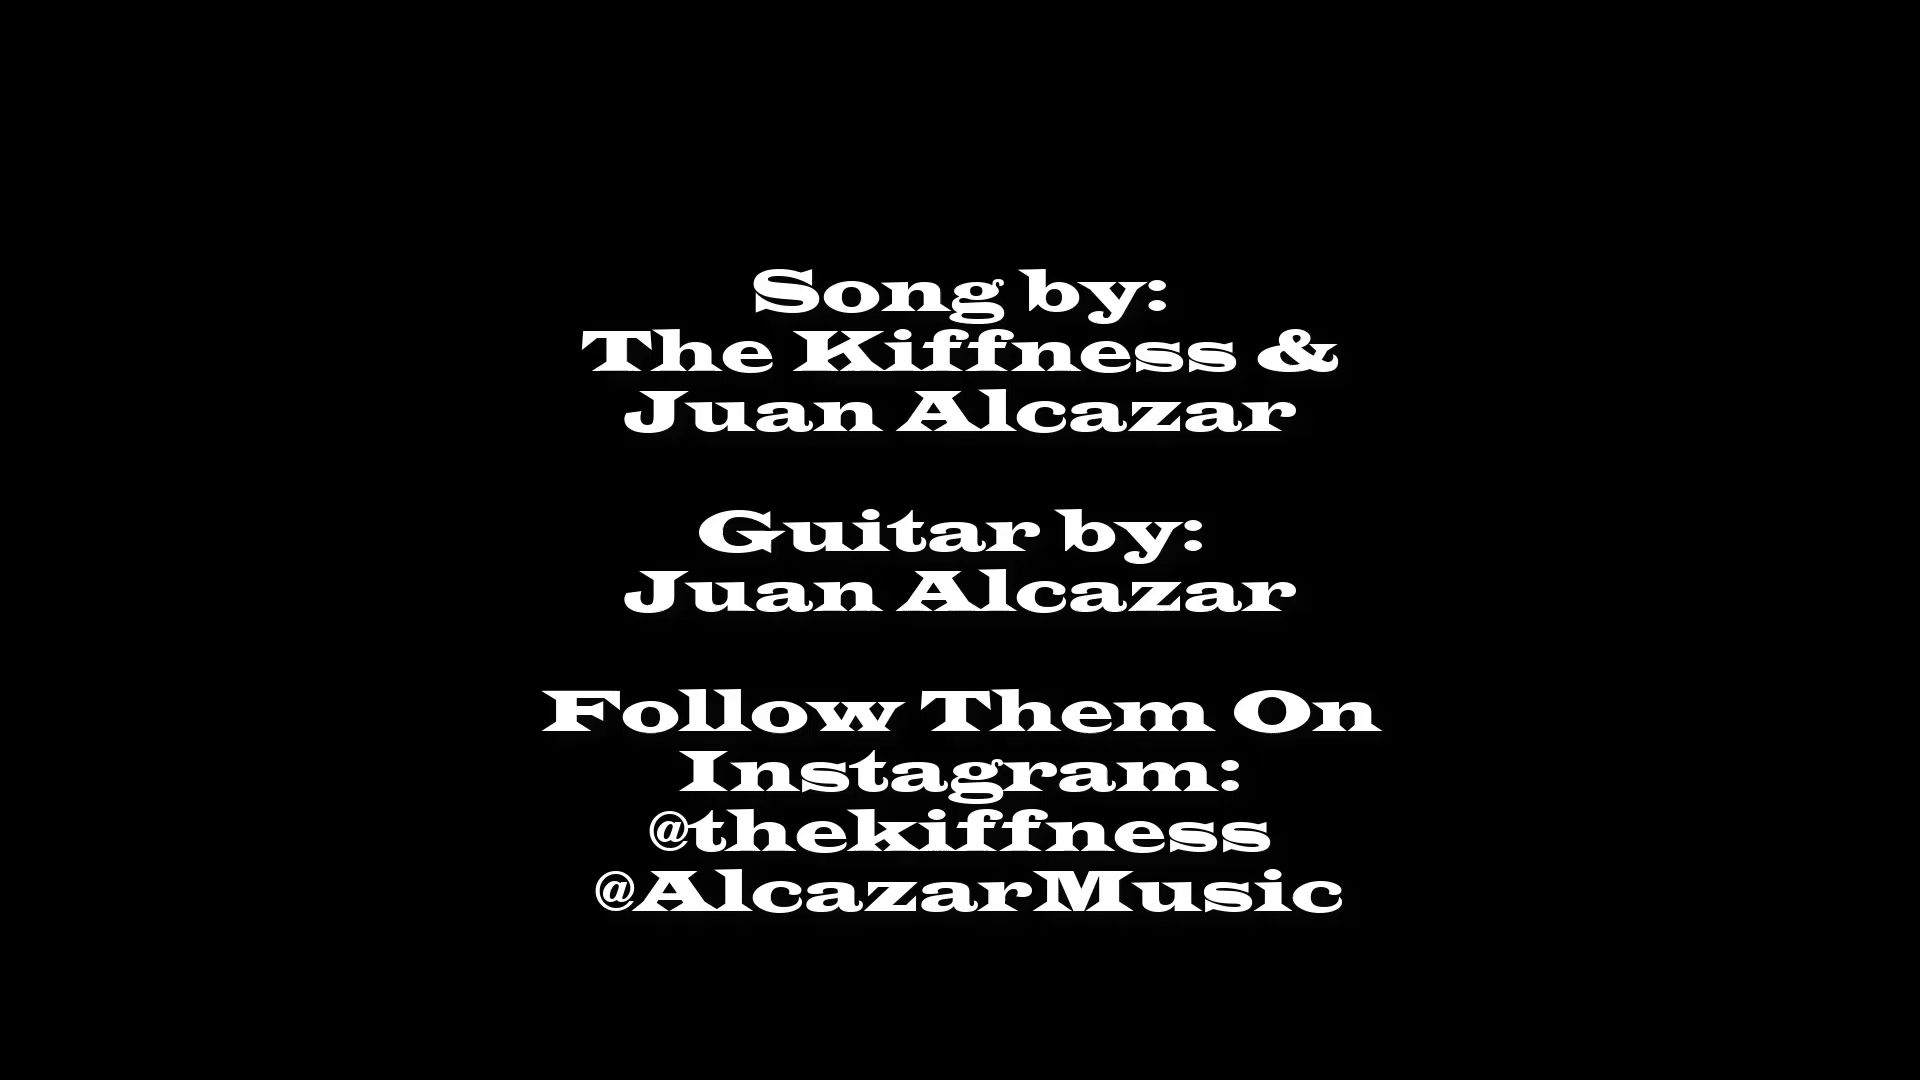 Song by:
The Kiffness &
Juan Alcazar
Guitar by:
Juan Alcazar
Follow Them On
Instagram:
@thekiffness
@AlcazarMusic